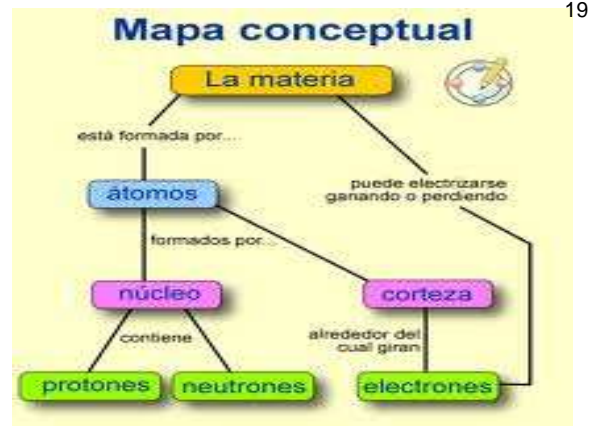 19
Mapa conceptual
La materia
está formada por...
puede electrizarse
ganando o perdiendo
átomos
formados por...
núcleo
corteza
contiene
alrededor del
cual giran
protones
neutrones
electrones